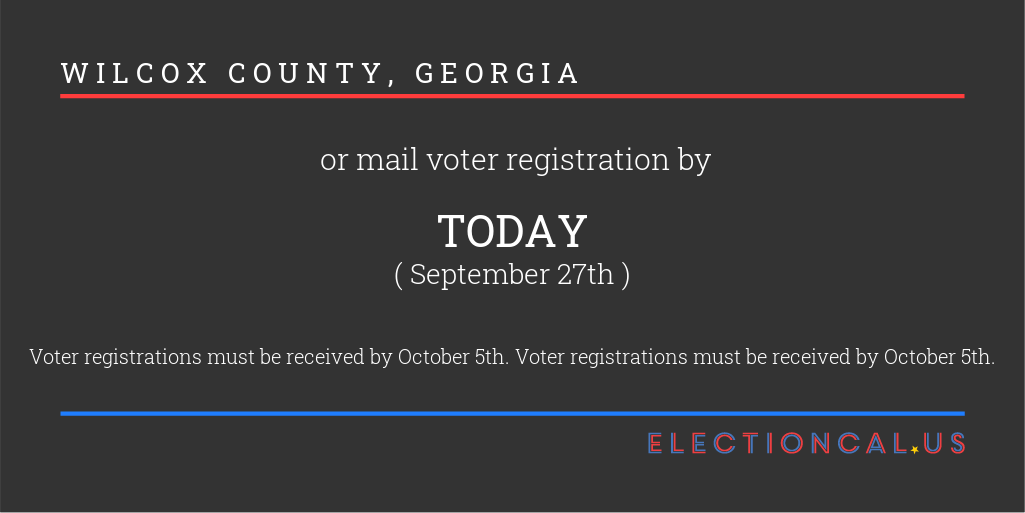 WILCOX COUNTY, GEORGIA
or mail voter registration by
TODAY
( September 27th )
Voter registrations must be received by October 5th. Voter registrations must be received by October 5th.
ELECTIONCAL.US